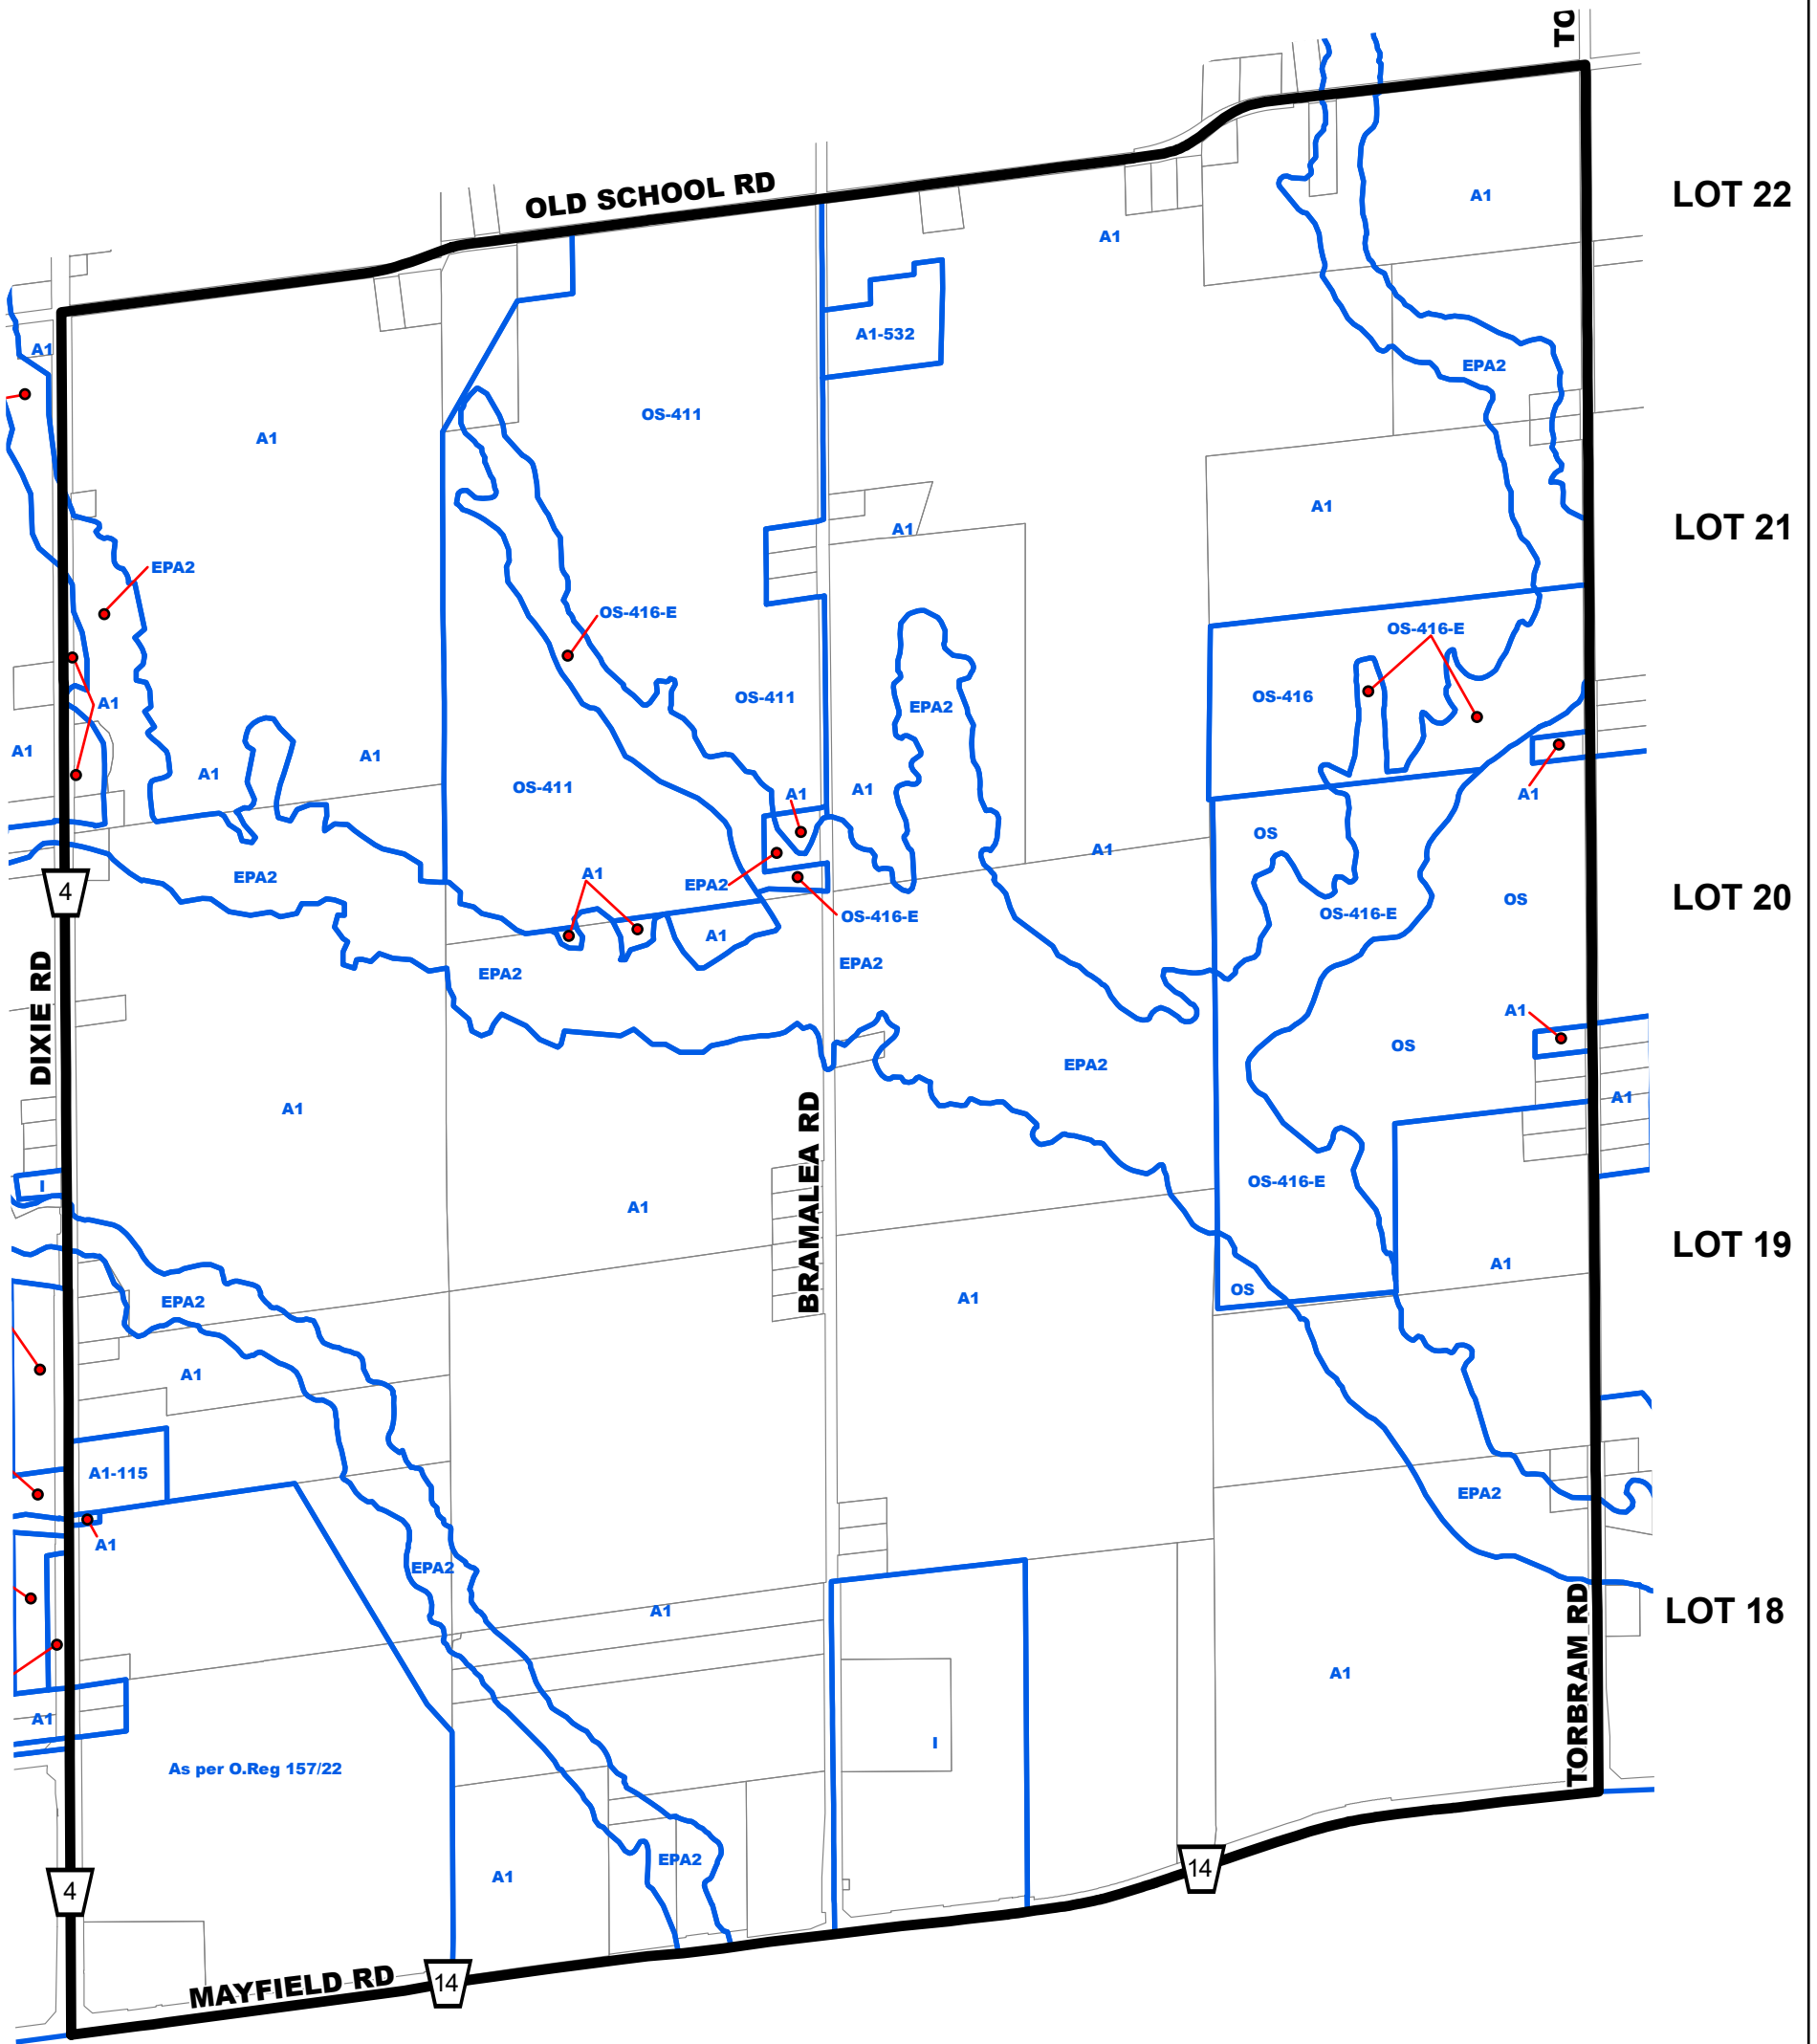 TO
OLD SCHOOL RD
LOT 22
A1
A1
A1-532
A1
EPA2
OS-411
A1
A1
A1
LOT 21
EPA2
OS-416-E
OS-416-E
OS-411
OS-416
EPA2
A1
A1
A1
A1
OS-411
A1
A1
A1
OS
A1
EPA2
4
A1
EPA2
OS-416-E
OS-416-E
OS
LOT 20
A1
EPA2
EPA2
DIXIE RD
A1
OS
EPA2
A1
A1
BRAMALEA RD
I
OS-416-E
A1
LOT 19
A1
OS
A1
EPA2
A1
A1-115
EPA2
A1
EPA2
A1
LOT 18
TORBRAM RD
A1
A1
I
As per O.Reg 157/22
EPA2
A1
4
14
MAYFIELD RD
14